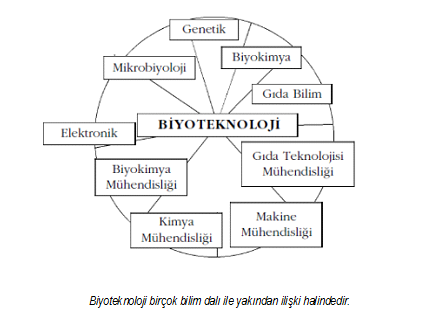 Genetik
Biyokimya
Mikrobiyoloji
Gıda Bilim
BİYOTEKNOLOJİ
Elektronik
Gıda Teknolojisi
Mühendisliği
Biyokimya
Mühendisliği
Kimya
Mühendisliği
Makine
Mühendisliği
Biyoteknoloji birçok bilim dalı ile yakından ilişki halindedir.